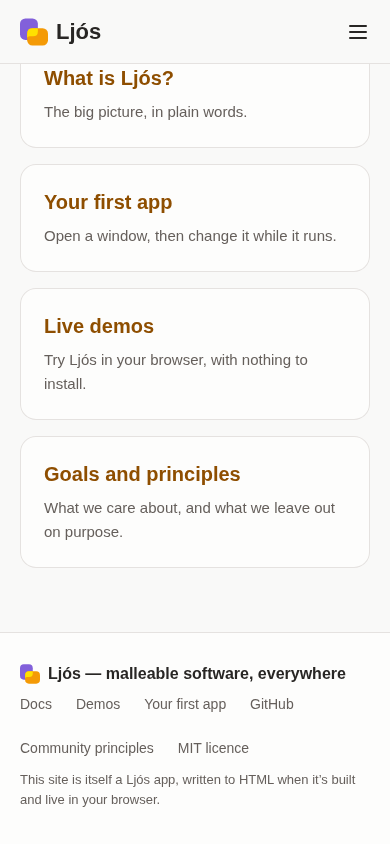 Ljós
What is Ljós?
The big picture, in plain words.
Your first app
Open a window, then change it while it runs.
Live demos
Try Ljós in your browser, with nothing to
install.
Goals and principles
What we care about, and what we leave out
on purpose.
Ljós — malleable software, everywhere
Docs Demos Your first app GitHub
Community principles MIT licence
This site is itself a Ljós app, written to HTML when it’s built
and live in your browser.